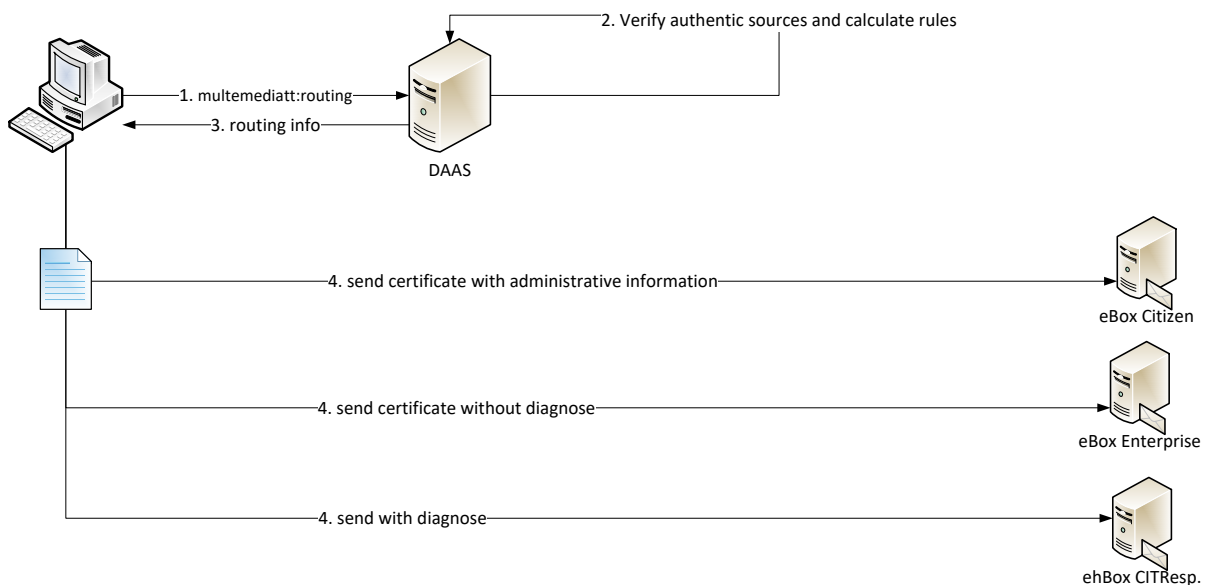 2. Verify authentic sources and calculate rules
1. multemediatt:routing
3. routing info
DAAS
4. send certificate with administrative information
eBox Citizen
4. send certificate without diagnose
eBox Enterprise
4. send with diagnose
ehBox CITResp.